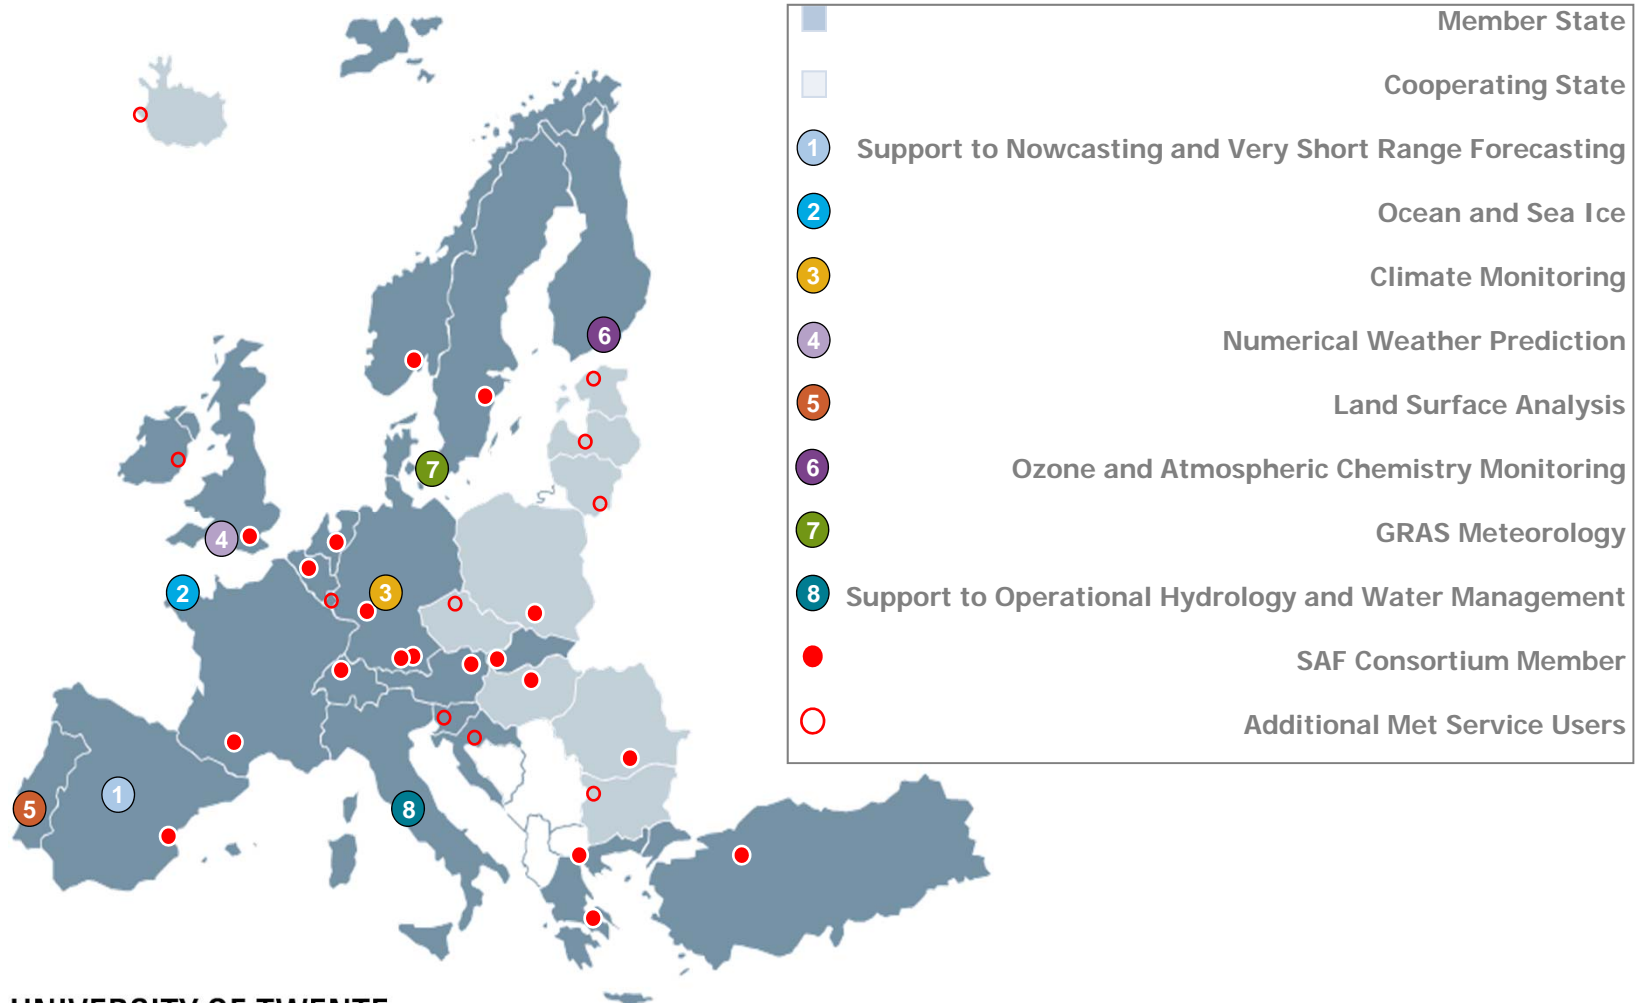 Member State
Cooperating State
1 Support to Nowcasting and Very Short Range Forecasting
2 Ocean and Sea Ice
3 Climate Monitoring
4 Numerical Weather Prediction
5 Land Surface Analysis
6 Ozone and Atmospheric Chemistry Monitoring
7 GRAS Meteorology
8 Support to Operational Hydrology and Water Management
SAF Consortium Member
Additional Met Service Users
6
7
4
2
3
1
5
8
UNIVERSITY OF TWENTE